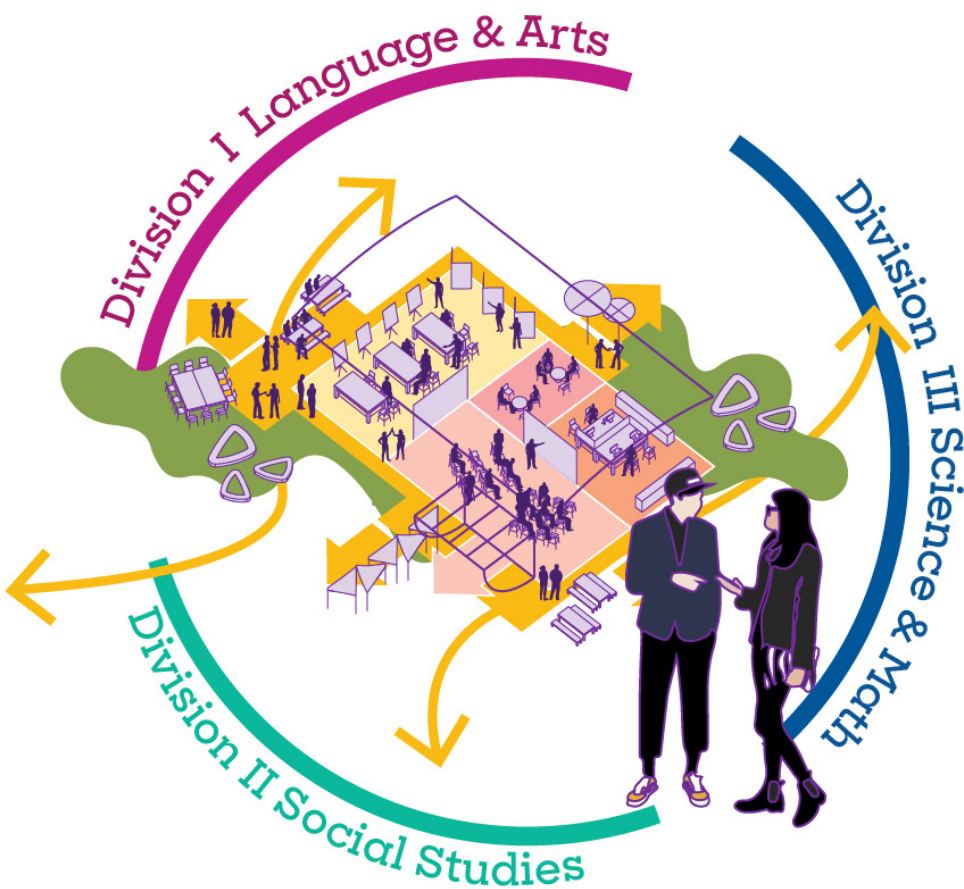 Division I Language & Arts
Division III Science & Math
Division II Social Studies